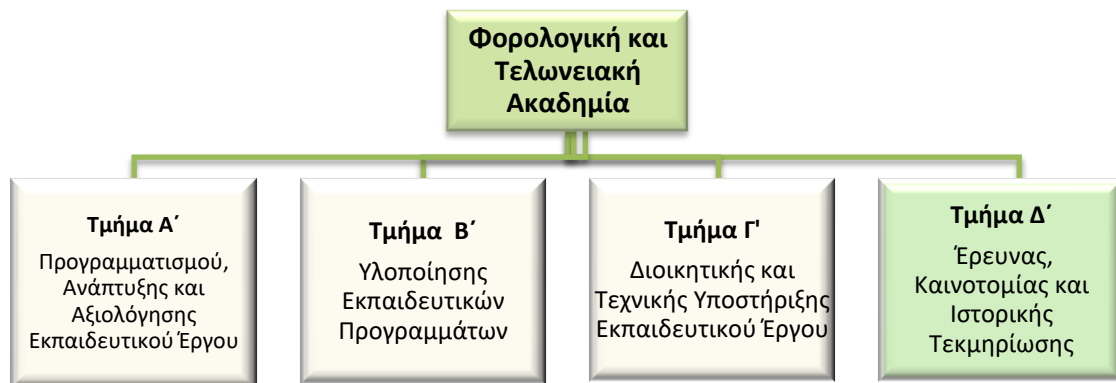 Φορολογική και
Τελωνειακή
Ακαδημία
Τμήμα Α΄
Προγραμματισμού,
Ανάπτυξης και
Αξιολόγησης
Εκπαιδευτικού Έργου
Τμήμα Β΄
Υλοποίησης
Εκπαιδευτικών
Προγραμμάτων
Τμήμα Γ'
Διοικητικής και
Τεχνικής Υποστήριξης
Εκπαιδευτικού Έργου
Τμήμα Δ΄
Έρευνας,
Καινοτομίας και
Ιστορικής
Τεκμηρίωσης